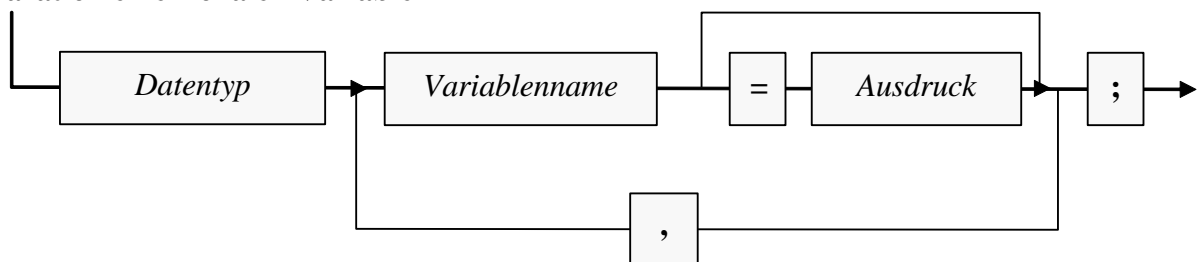 Datentyp Variablenname = Ausdruck ;
,